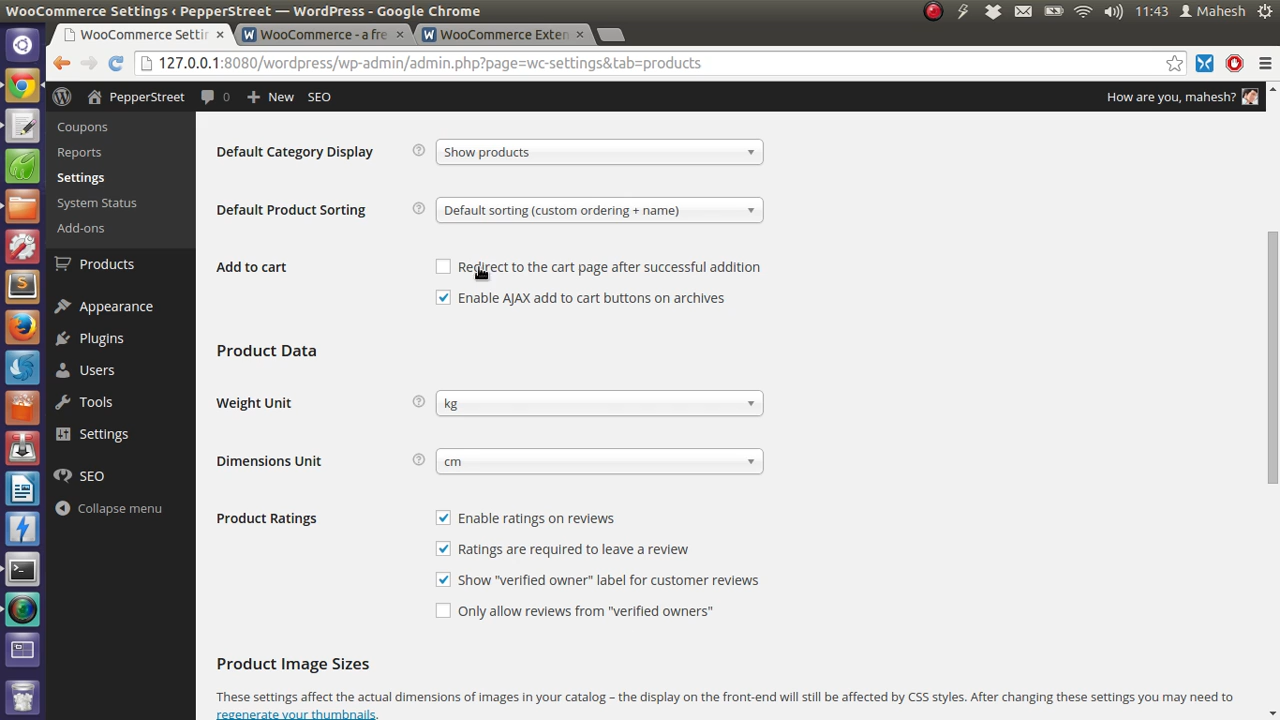 WooCommerce Settings ‹ PepperStreet — WordPress - Google Chrome
11:43 Mahesh
WooCommerce Setti
WooCommerce - a fre
WooCommerce Exten
127.0.0.1:8080/wordpress/wp-admin/admin.php?page=wc-settings&tab=products
PepperStreet 0 New SEO
How are you, mahesh?
Coupons
Reports
Settings
System Status
Add-ons
Products
Appearance
Plugins
Users
Tools
Settings
SEO
Collapse menu
Default Category Display
Show products
Default Product Sorting
Default sorting (custom ordering + name)
Add to cart
Redirect to the cart page after successful addition
Enable AJAX add to cart buttons on archives
Product Data
Weight Unit
kg
Dimensions Unit
cm
Product Ratings
Enable ratings on reviews
Ratings are required to leave a review
Show "verified owner" label for customer reviews
Only allow reviews from "verified owners"
Product Image Sizes
These settings affect the actual dimensions of images in your catalog – the display on the front-end will still be affected by CSS styles. After changing these settings you may need to
regenerate your thumbnails.